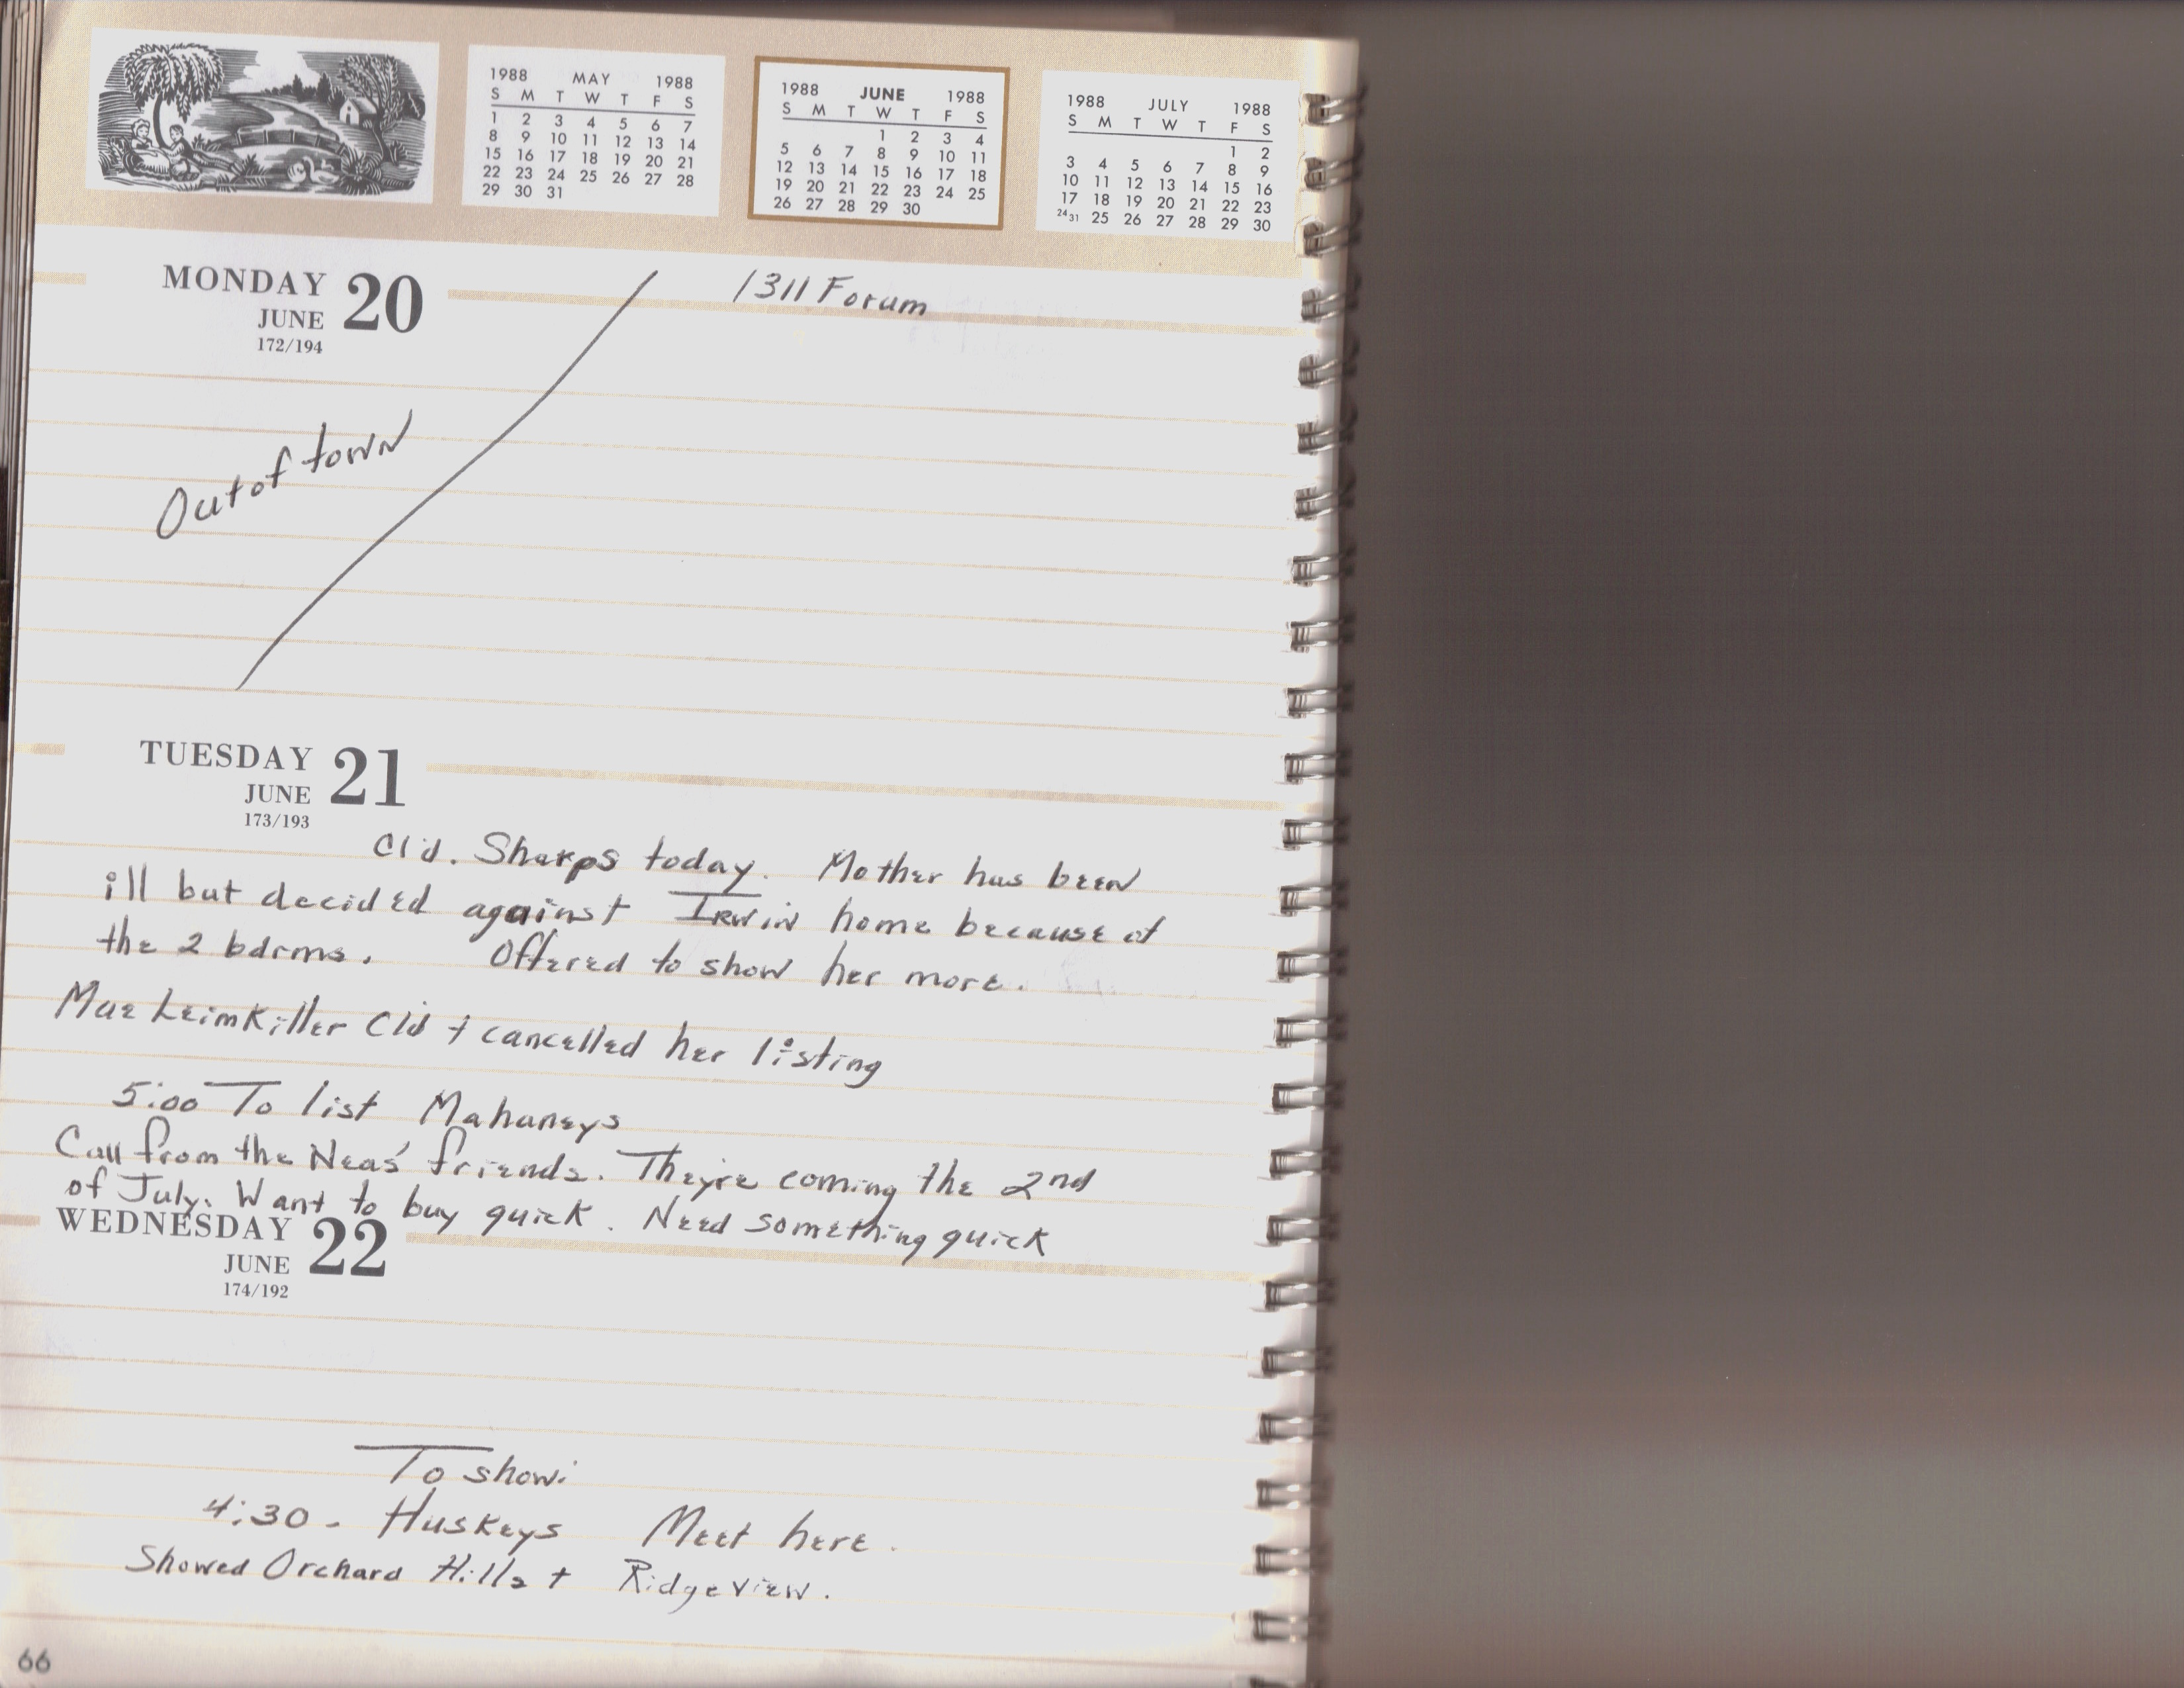 1988 MAY 1988
S M T W T F S
1 2 3 4 5 6 7
8 9 10 11 12 13 14
15 16 17 18 19 20 21
22 23 24 25 26 27 28
29 30 31
1988 JUNE 1988
S M T W T F S
1 2 3 4
5 6 7 8 9 10 11
12 13 14 15 16 17 18
19 20 21 22 23 24 25
26 27 28 29 30
1988 JULY 1988
S M T W T F S
1 2
3 4 5 6 7 8 9
10 11 12 13 14 15 16
17 18 19 20 21 22 23
24 31 25 26 27 28 29 30
MONDAY 20
JUNE
172/194
1311 Forum
Out of town
TUESDAY 21
JUNE
173/193
Cl'd. Sharps today. Mother has been
ill but decided against Irwin home because of
the 2 bdrms. Offered to show her more.
Mae Leimkiller Cld + cancelled her listing
5:00 To list Mahaneys
Call from the Neas' friends. They're coming the 2nd
of July. Want to buy quick. Need something quick
WEDNESDAY 22
JUNE
174/192
To show:
4:30 - Huskeys Meet here.
Showed Orchard Hills + Ridgeview.
66